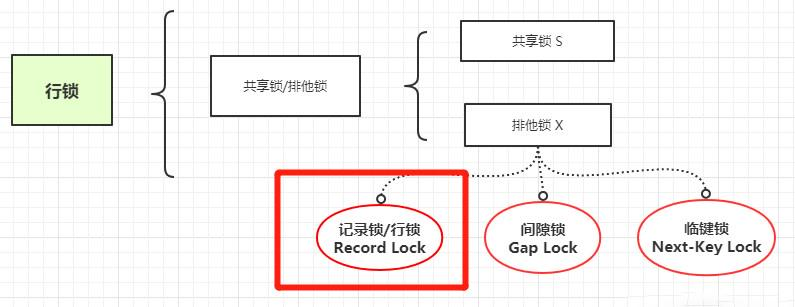 行锁
共享锁/排他锁
共享锁 S
排他锁 X
记录锁/行锁
Record Lock
间隙锁
Gap Lock
临键锁
Next-Key Lock